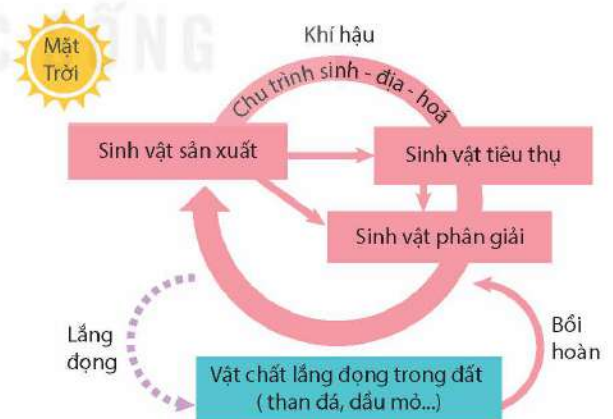 Mặt
Trời
Khí hậu
Chu trình sinh - địa - hoá
Sinh vật sản xuất
Sinh vật tiêu thụ
Sinh vật phân giải
Lắng
đọng
Bồi
hoàn
Vật chất lắng đọng trong đất
( than đá, dầu mỏ...)